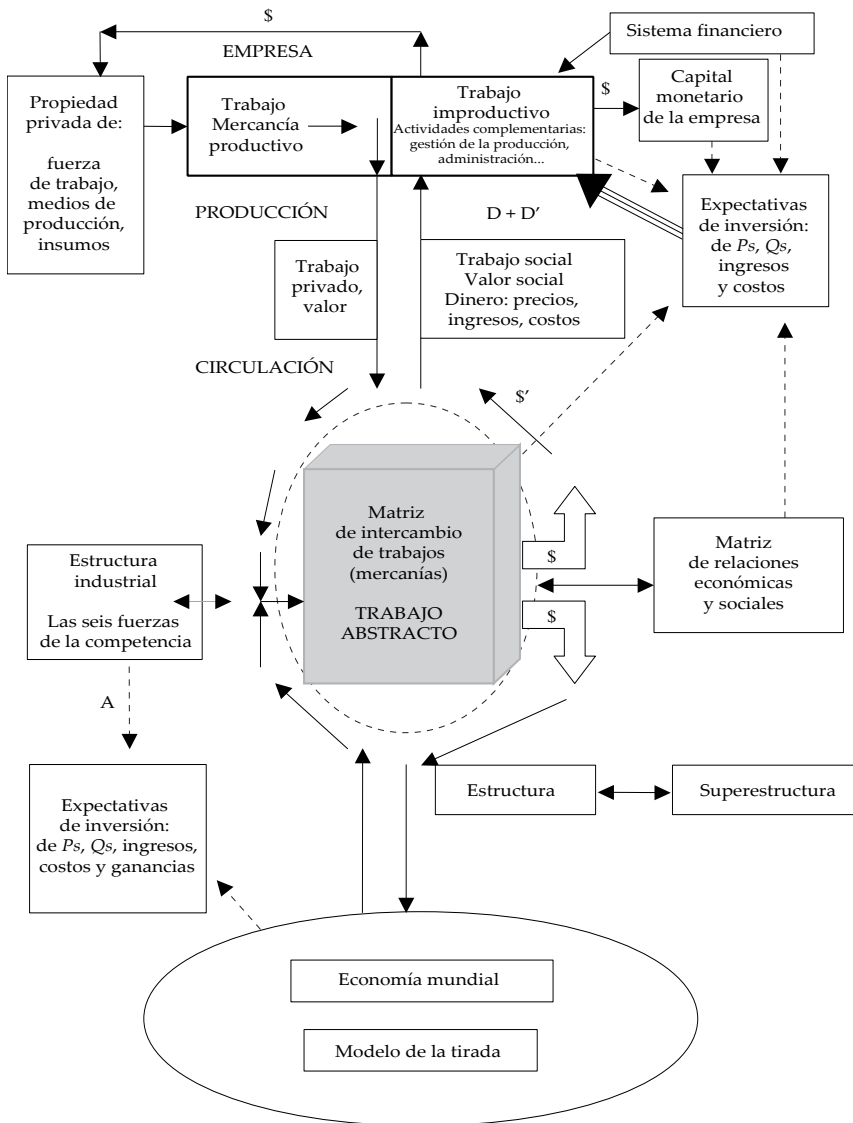 $
EMPRESA
Sistema financiero
Propiedad
privada de:
fuerza
de trabajo,
medios de
producción,
insumos
Trabajo
Mercancía
productivo
Trabajo
improductivo
Actividades complementarias:
gestión de la producción,
administración...
$
Capital
monetario
de la empresa
PRODUCCIÓN
D + D’
Expectativas
de inversión:
de Ps, Qs,
ingresos
y costos
Trabajo
privado,
valor
Trabajo social
Valor social
Dinero: precios,
ingresos, costos
CIRCULACIÓN
$’
Matriz
de intercambio
de trabajos
(mercanías)
TRABAJO
ABSTRACTO
$
$
Estructura
industrial
Las seis fuerzas
de la competencia
Matriz
de relaciones
económicas
y sociales
A
Expectativas
de inversión:
de Ps, Qs, ingresos,
costos y ganancias
Estructura
Superestructura
Economía mundial
Modelo de la tirada